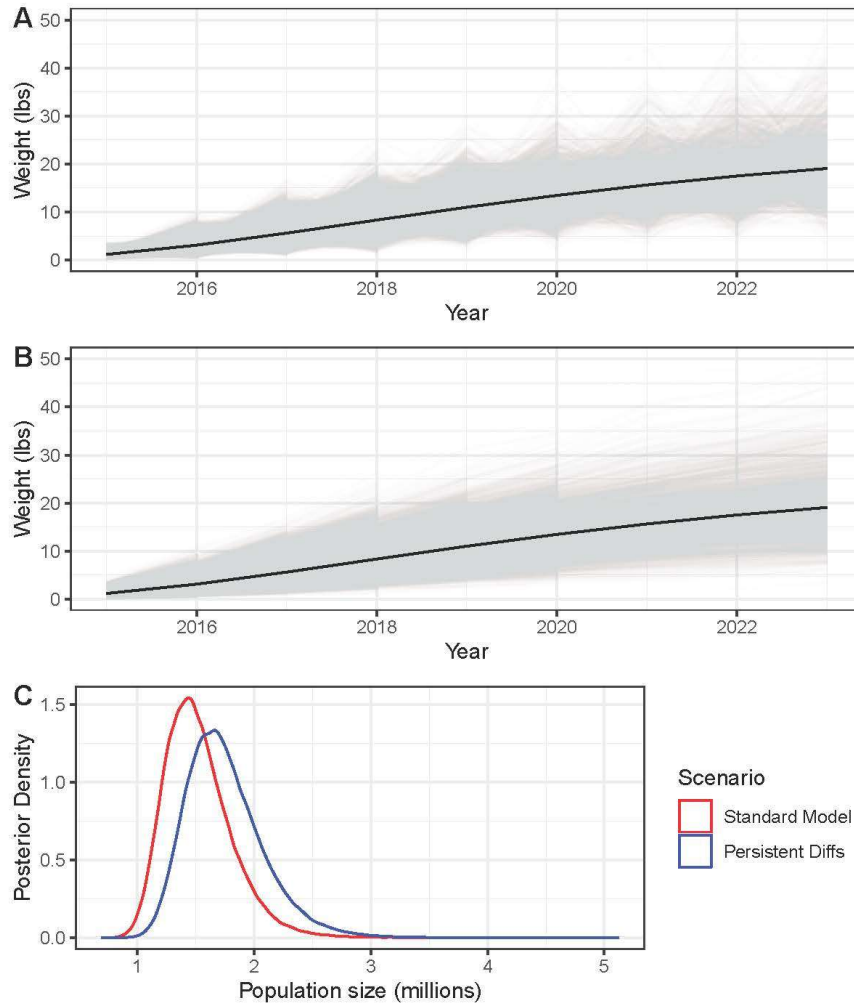 A
50
40
30
20
10
0
Weight (lbs)
2016 2018 2020 2022
Year
B
50
40
30
20
10
0
Weight (lbs)
2016 2018 2020 2022
Year
C
1.5
1.0
0.5
0.0
Posterior Density
1 2 3 4 5
Population size (millions)
Scenario
Standard Model
Persistent Diffs